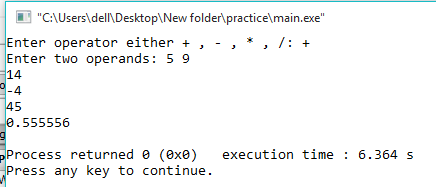 "C:\Users\dell\Desktop\New folder\practice\main.exe"
Enter operator either + , - , * , /: +
Enter two operands: 5 9
14
-4
45
0.555556
Process returned 0 (0x0)   execution time : 6.364 s
Press any key to continue.